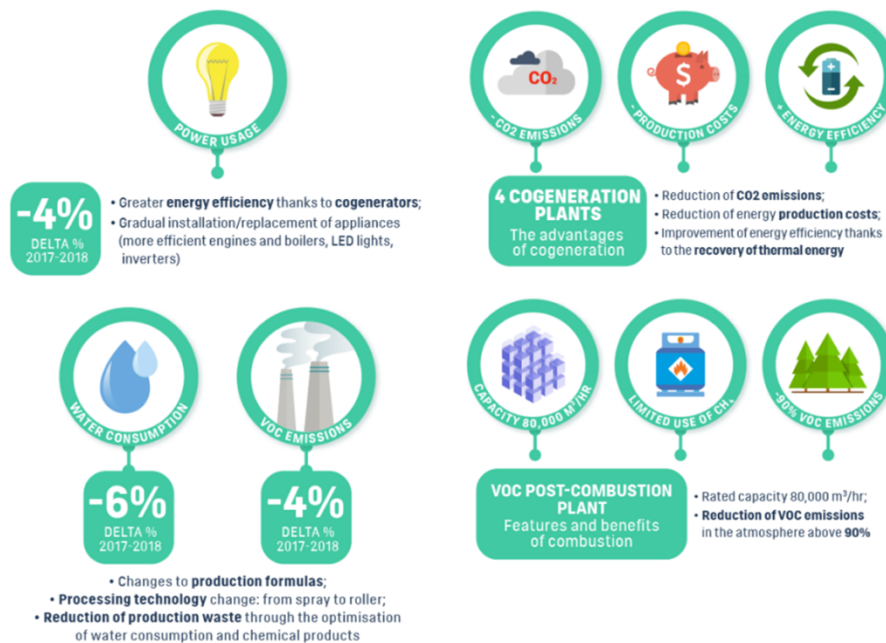 POWER USAGE
-4%
DELTA %
2017-2018
• Greater energy efficiency thanks to cogenerators;
• Gradual installation/replacement of appliances
(more efficient engines and boilers, LED lights,
inverters)
CO₂
- CO2 EMISSIONS
$
- PRODUCTION COSTS
+ ENERGY EFFICIENCY
4 COGENERATION
PLANTS
The advantages
of cogeneration
• Reduction of CO2 emissions;
• Reduction of energy production costs;
• Improvement of energy efficiency thanks
to the recovery of thermal energy
WATER CONSUMPTION
-6%
DELTA %
2017-2018
VOC EMISSIONS
-4%
DELTA %
2017-2018
• Changes to production formulas;
• Processing technology change: from spray to roller;
• Reduction of production waste through the optimisation
of water consumption and chemical products
CAPACITY 80,000 M³/HR
LIMITED USE OF CH₄
-90% VOC EMISSIONS
VOC POST-COMBUSTION
PLANT
Features and benefits
of combustion
• Rated capacity 80,000 m³/hr;
• Reduction of VOC emissions
in the atmosphere above 90%